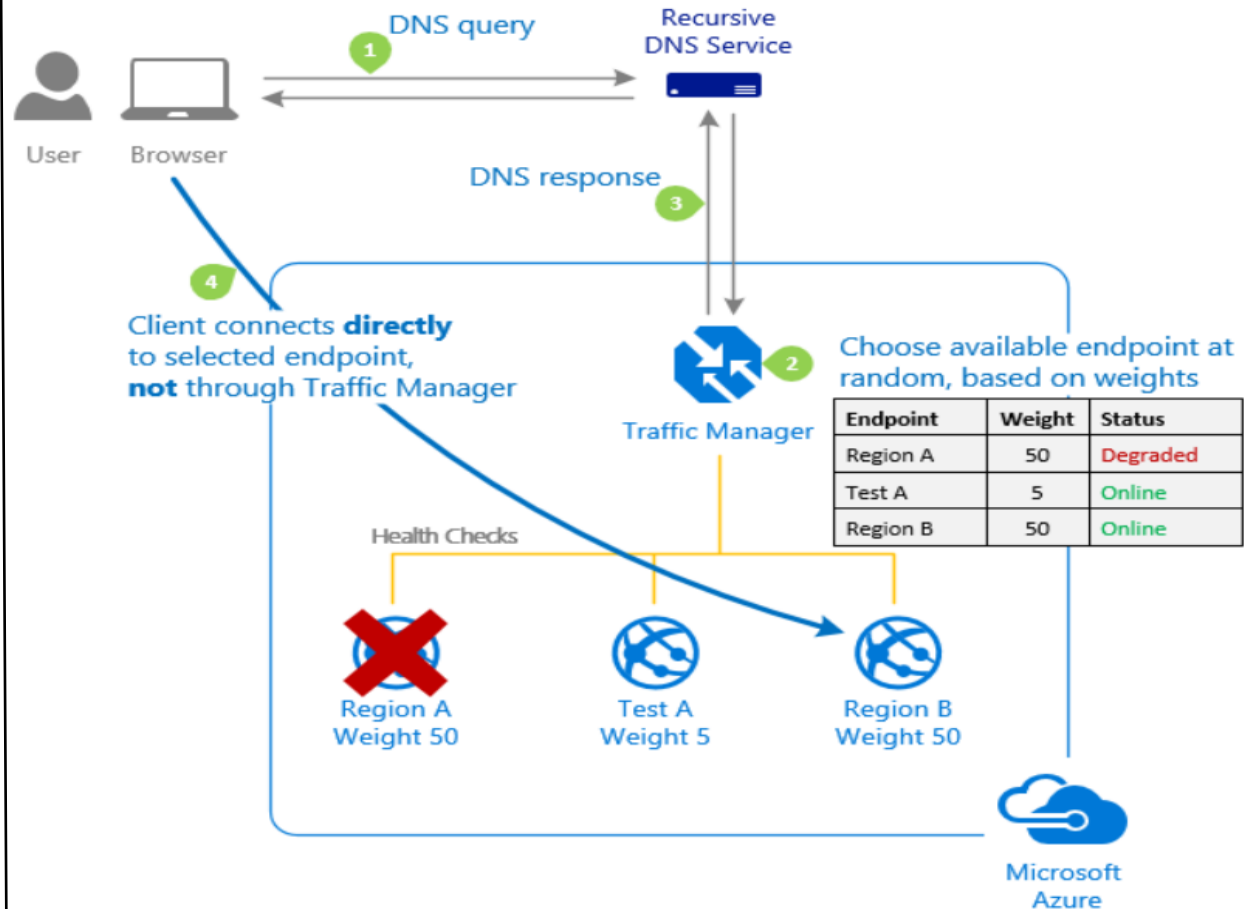 DNS query
1
Recursive
DNS Service
User
Browser
DNS response
3
4
Client connects directly
to selected endpoint,
not through Traffic Manager
2
Choose available endpoint at
random, based on weights
Traffic Manager
Endpoint Weight Status
Region A 50 Degraded
Test A 5 Online
Region B 50 Online
Health Checks
Region A
Weight 50
Test A
Weight 5
Region B
Weight 50
Microsoft
Azure